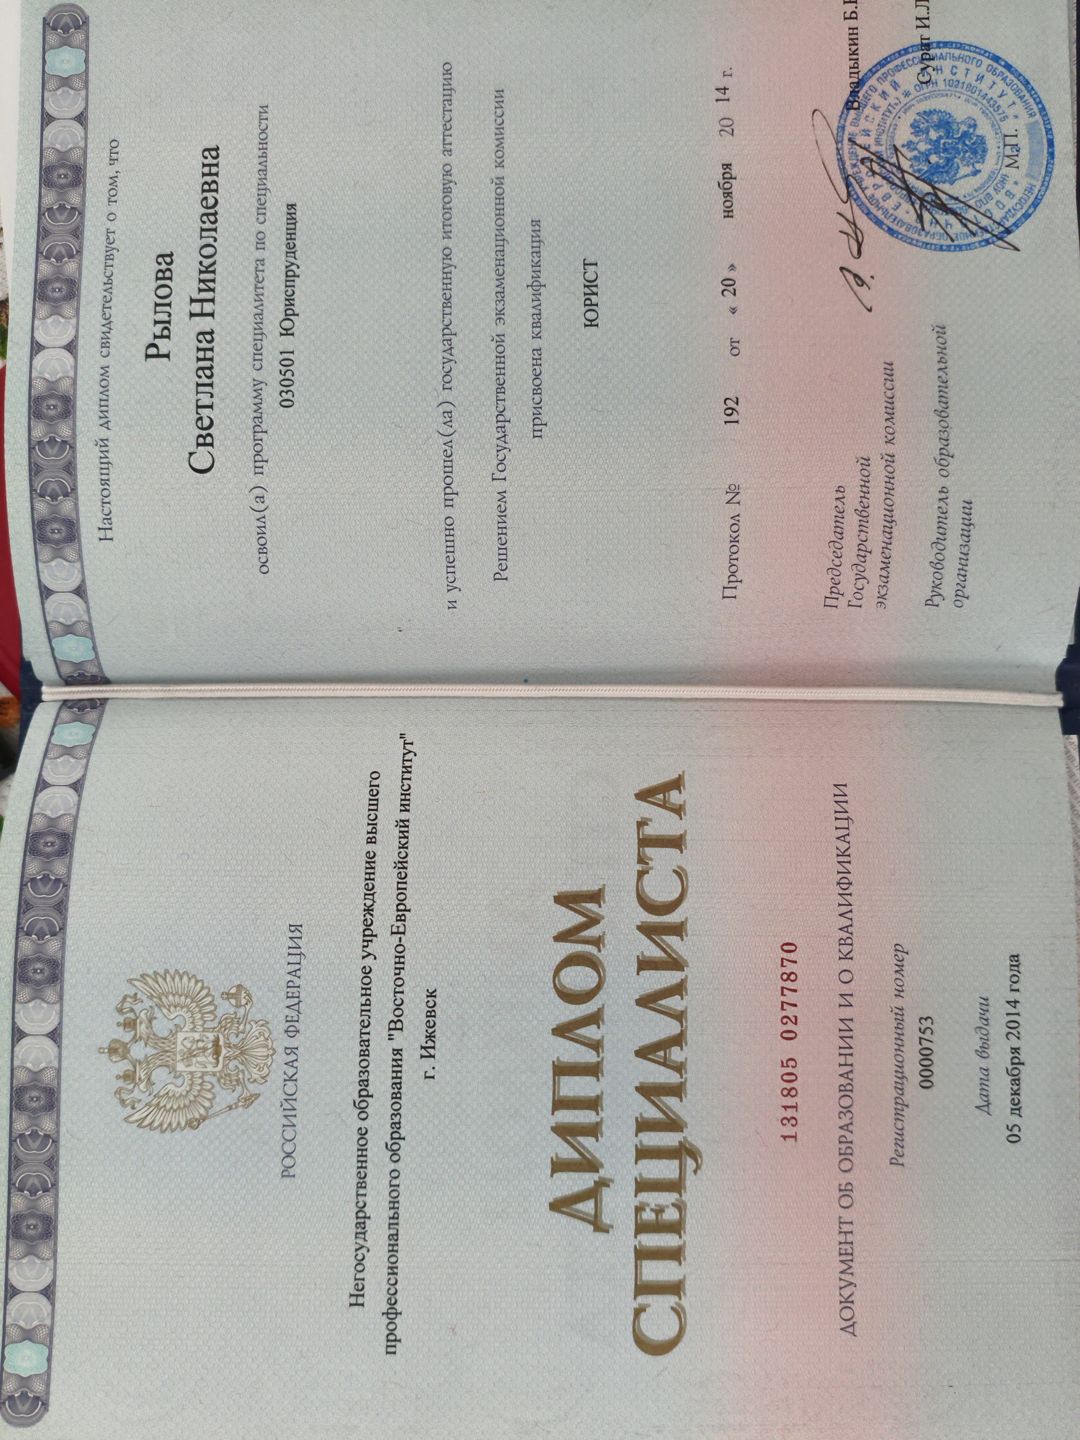 РОССИЙСКАЯ ФЕДЕРАЦИЯ
Негосударственное образовательное учреждение высшего
профессионального образования "Восточно-Европейский институт"
г. Ижевск
ДИПЛОМ
СПЕЦИАЛИСТА
131805 0277870
ДОКУМЕНТ ОБ ОБРАЗОВАНИИ И О КВАЛИФИКАЦИИ
Регистрационный номер
0000753
Дата выдачи
05 декабря 2014 года
Настоящий диплом свидетельствует о том, что
Рылова
Светлана Николаевна
освоил(а) программу специалитета по специальности
030501 Юриспруденция
и успешно прошел(ла) государственную итоговую аттестацию
Решением Государственной экзаменационной комиссии
присвоена квалификация
ЮРИСТ
Протокол № 192 от « 20 » ноября 20 14 г.
Председатель
Государственной
экзаменационной комиссии
Владыкин Б.
Руководитель образовательной
организации
Сурат И.Л
М.П.
ОГРН 1021801443575